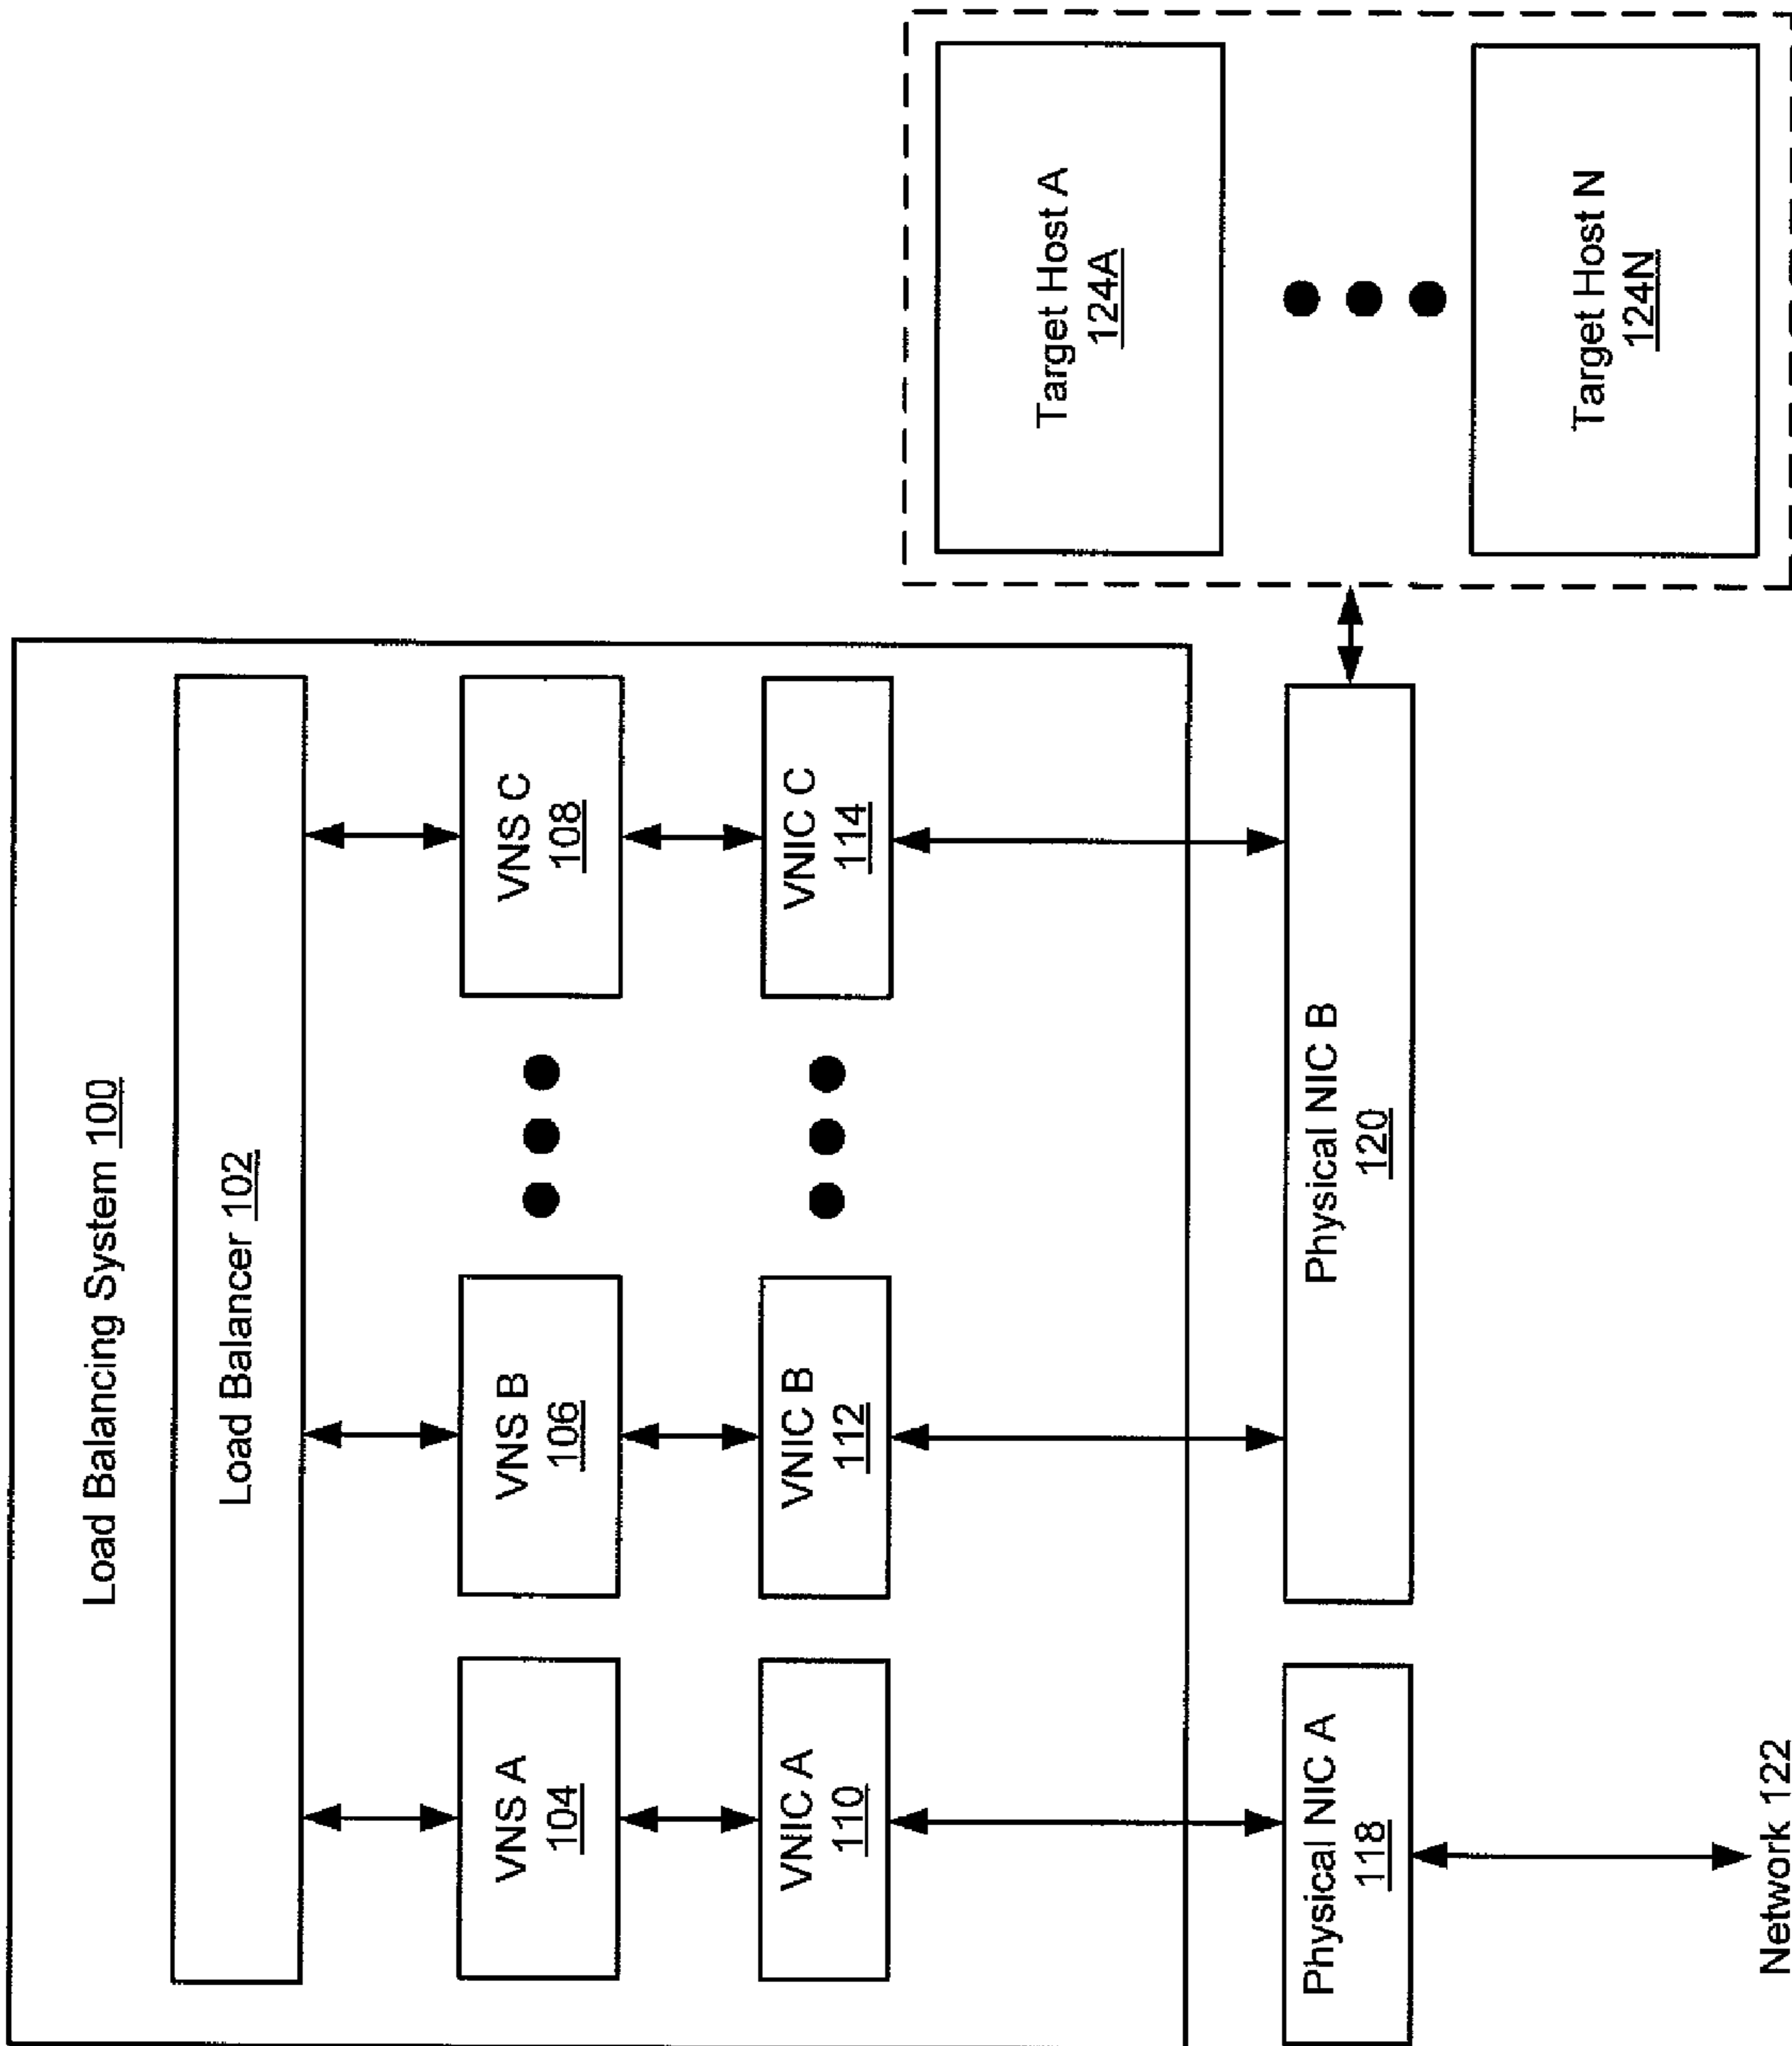 Load Balancing System 100
Load Balancer 102
VNS A
104
VNS B
106
VNS C
108
VNIC A
110
VNIC B
112
VNIC C
114
Physical NIC A
118
Physical NIC B
120
Network 122
Target Host A
124A
Target Host N
124N